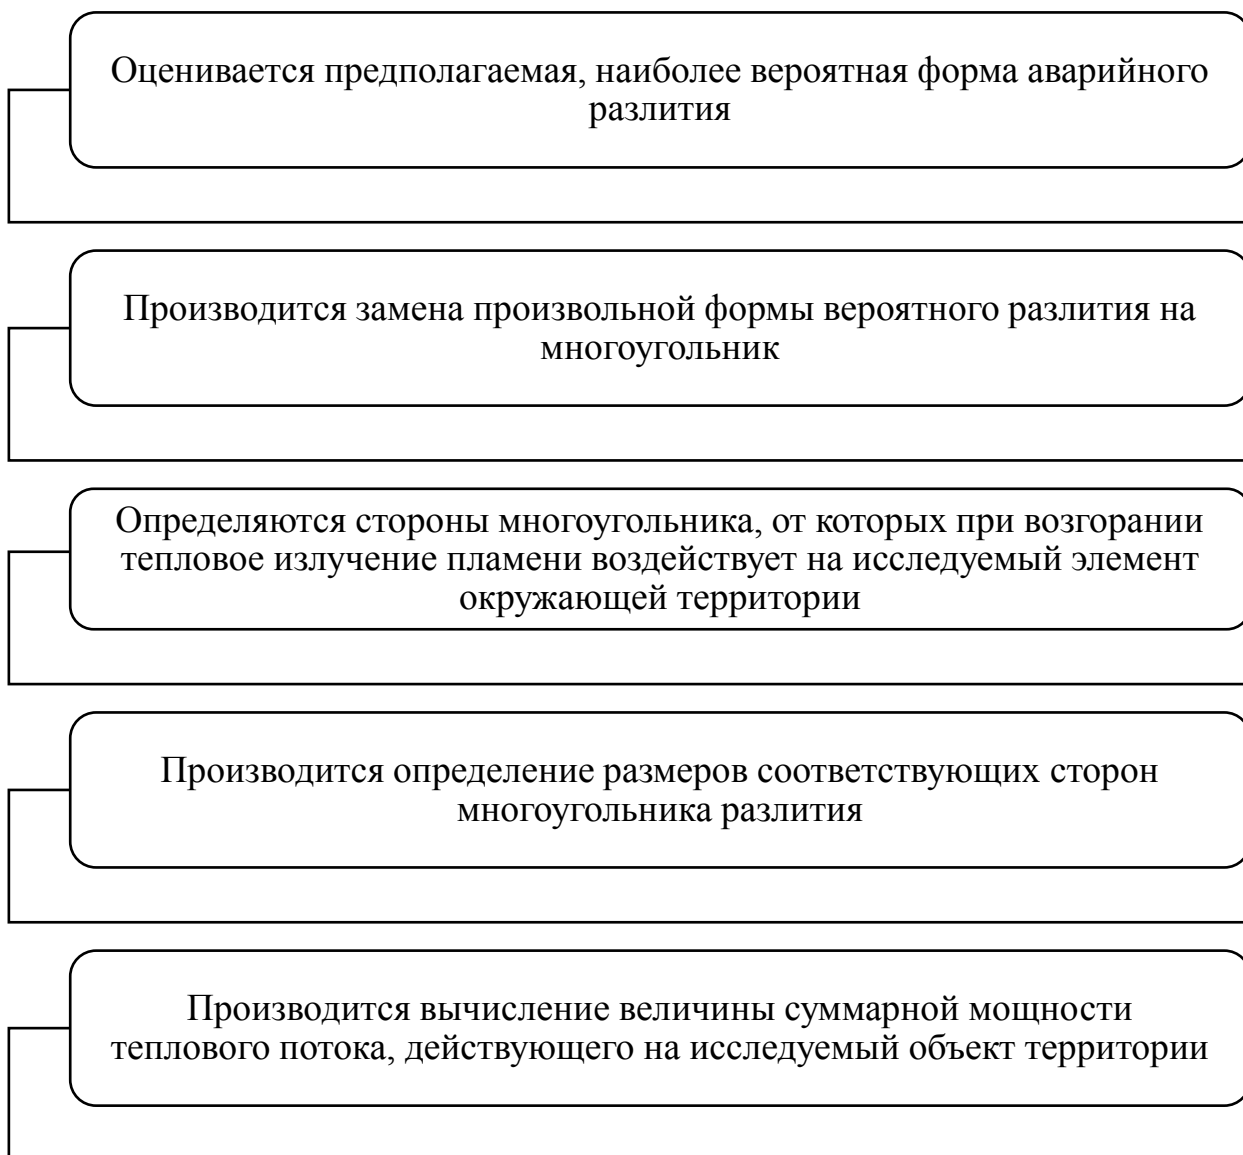 Оценивается предполагаемая, наиболее вероятная форма аварийного
разлития
Производится замена произвольной формы вероятного разлития на
многоугольник
Определяются стороны многоугольника, от которых при возгорании
тепловое излучение пламени воздействует на исследуемый элемент
окружающей территории
Производится определение размеров соответствующих сторон
многоугольника разлития
Производится вычисление величины суммарной мощности
теплового потока, действующего на исследуемый объект территории